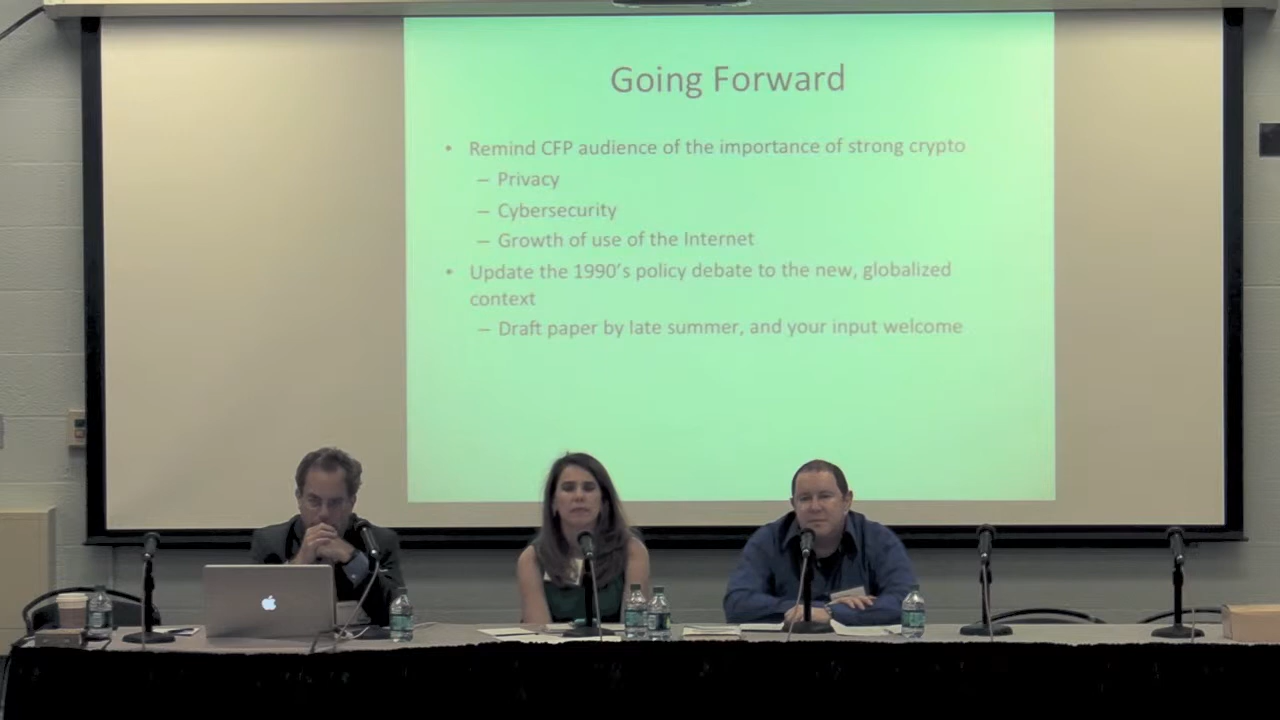 Going Forward
• Remind CFP audience of the importance of strong crypto
– Privacy
– Cybersecurity
– Growth of use of the Internet
• Update the 1990's policy debate to the new, globalized
context
– Draft paper by late summer, and your input welcome